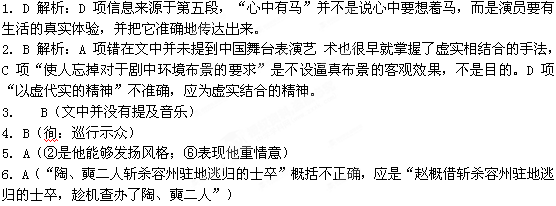 1. D 解析：D 项信息来源于第五段，“心中有马”并不是说心中要想着马，而是演员要有
生活的真实体验，并把它准确地传达出来。
2. B 解析：A 项错在文中并未提到中国舞台表演艺 术也很早就掌握了虚实相结合的手法，
C 项“使人忘掉对于剧中环境布景的要求”是不设逼真布景的客观效果，不是目的。D 项
“以虚代实的精神”不准确，应为虚实结合的精神。
3. B（文中并没有提及音乐）
4. B（徇：巡行示众）
5. A（②是他能够发扬风格；⑥表现他重情意）
6. A（“陶、奭二人斩杀容州驻地逃归的士卒”概括不正确，应是“赵概借斩杀容州驻地逃
归的士卒，趁机查办了陶、奭二人”）